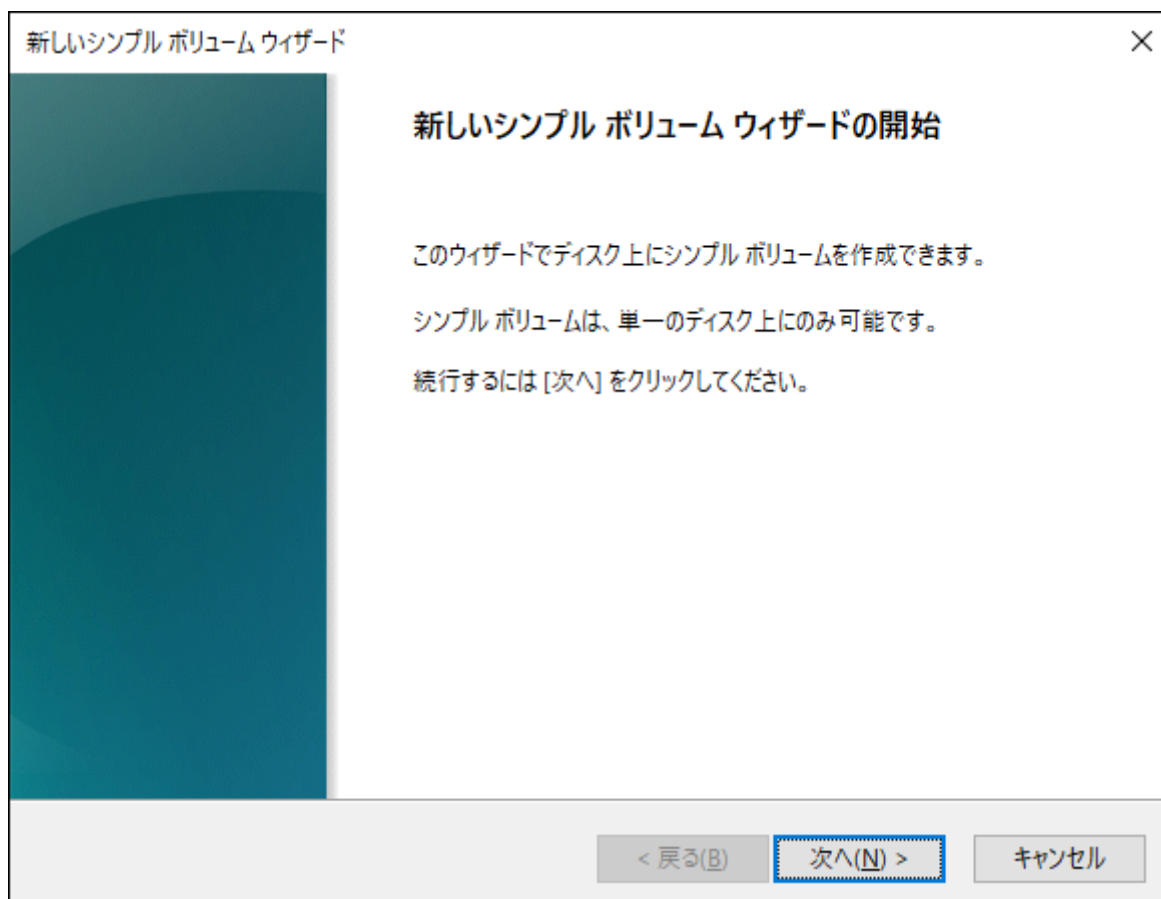 新しいシンプル ボリューム ウィザード
新しいシンプル ボリューム ウィザードの開始
このウィザードでディスク上にシンプル ボリュームを作成できます。
シンプル ボリュームは、単一のディスク上にのみ可能です。
続行するには [次へ] をクリックしてください。
< 戻る(B)
次へ(N) >
キャンセル